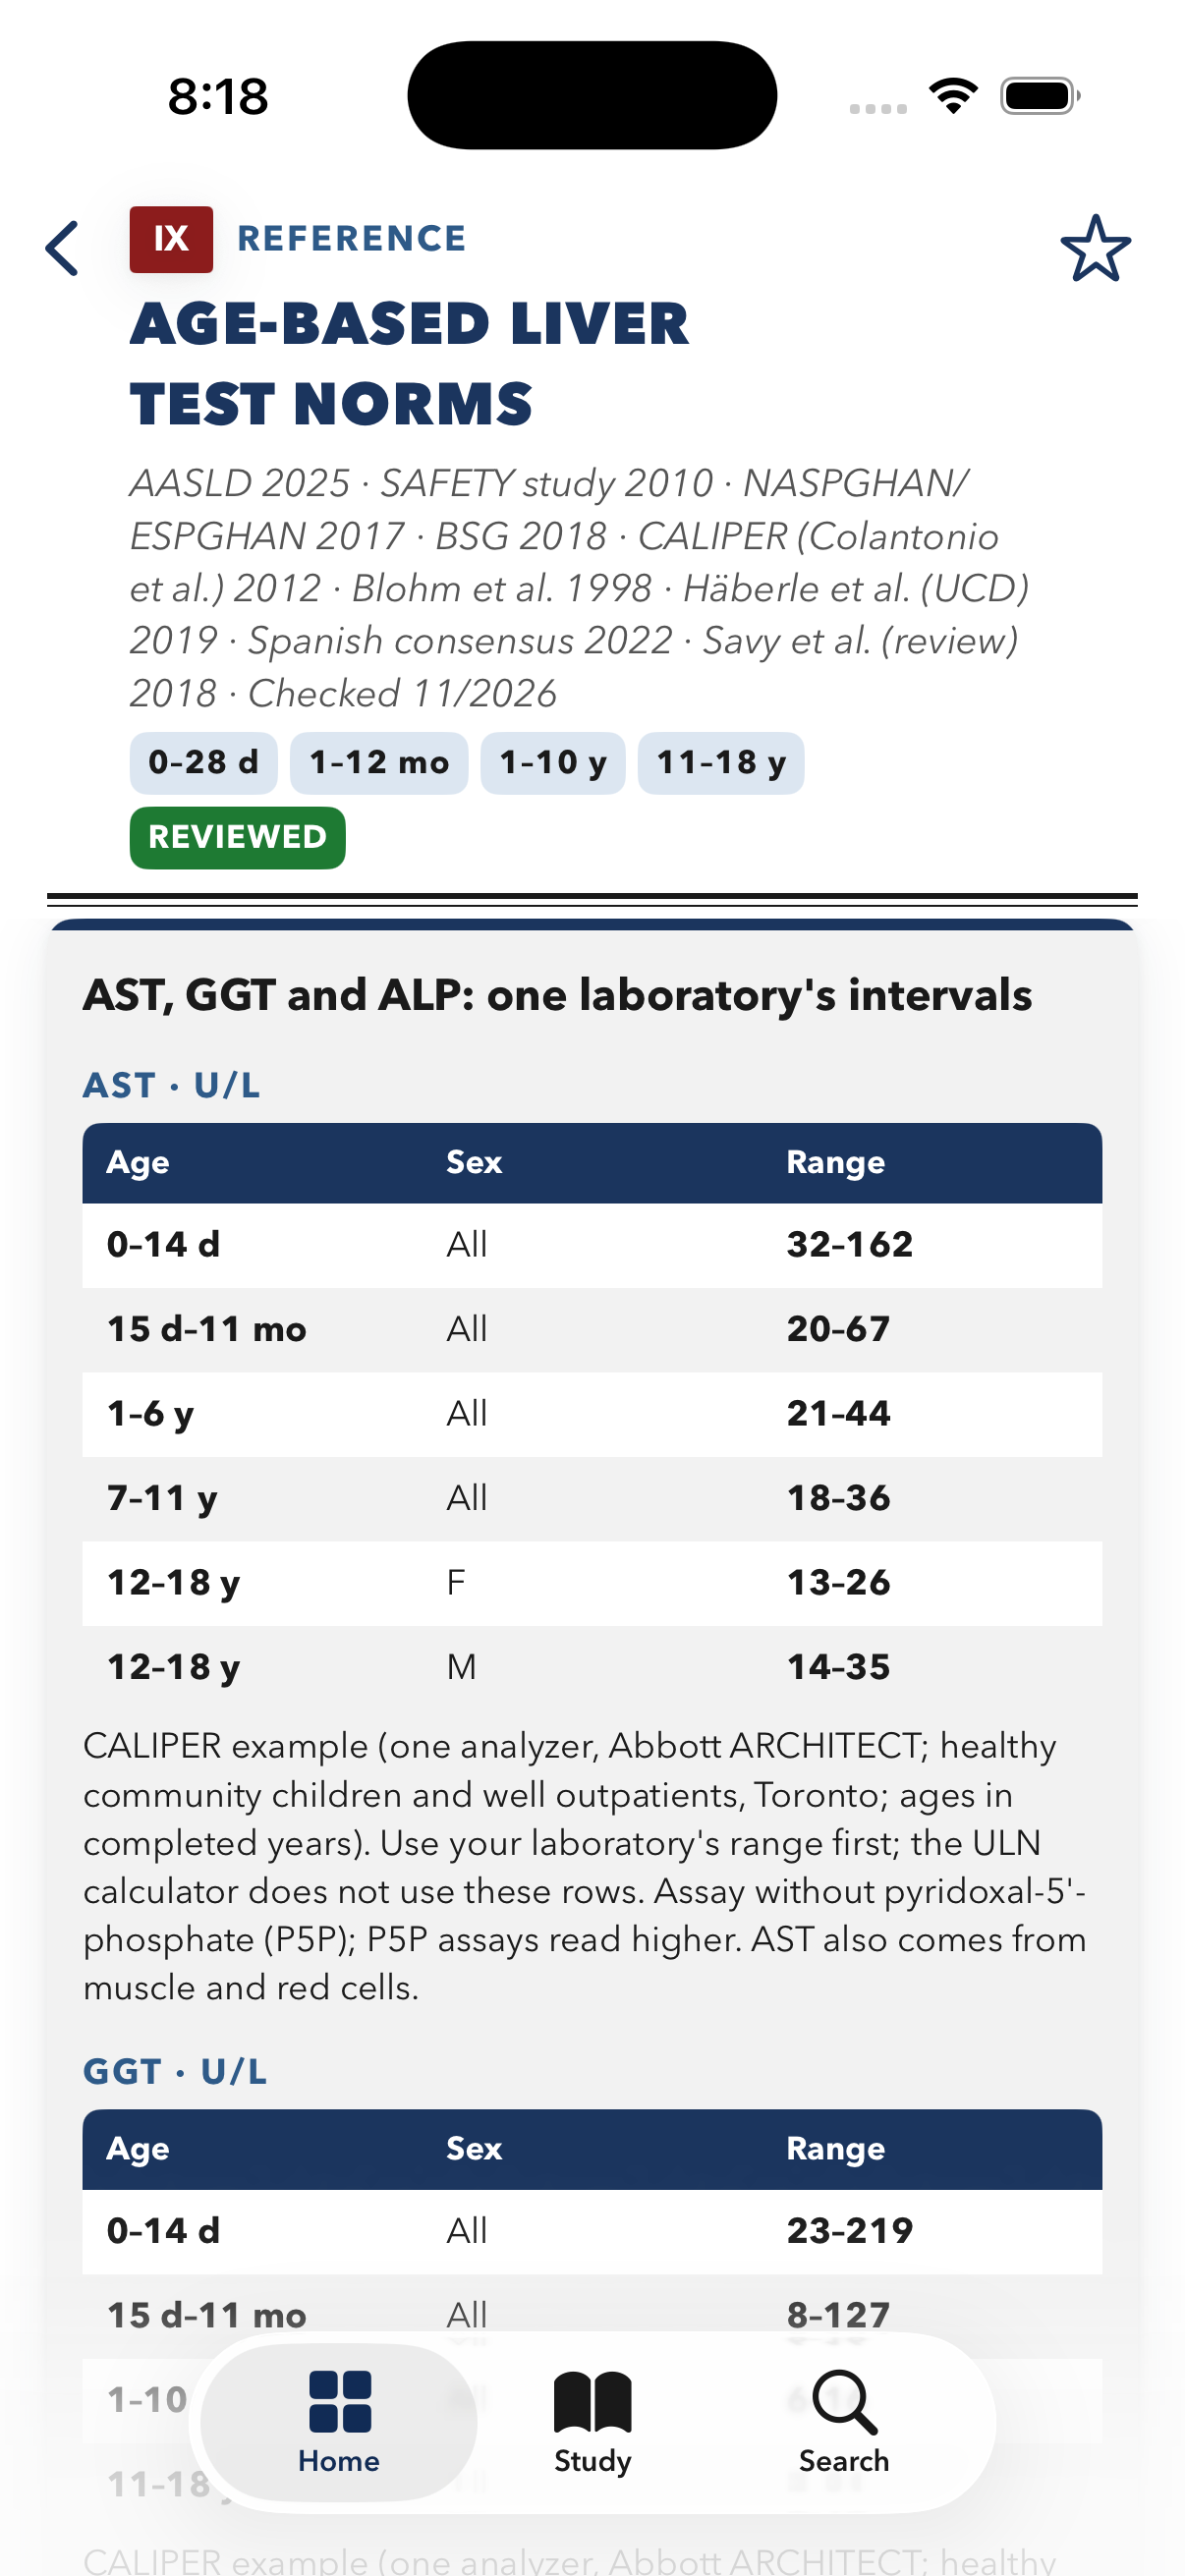 8:18
IX REFERENCE
AGE-BASED LIVER
TEST NORMS
AASLD 2025 · SAFETY study 2010 · NASPGHAN/
ESPGHAN 2017 · BSG 2018 · CALIPER (Colantonio
et al.) 2012 · Blohm et al. 1998 · Häberle et al. (UCD)
2019 · Spanish consensus 2022 · Savy et al. (review)
2018 · Checked 11/2026
0–28 d 1–12 mo 1–10 y 11–18 y
REVIEWED
AST, GGT and ALP: one laboratory's intervals
AST · U/L
Age Sex Range
0–14 d All 32–162
15 d–11 mo All 20–67
1–6 y All 21–44
7–11 y All 18–36
12–18 y F 13–26
12–18 y M 14–35
CALIPER example (one analyzer, Abbott ARCHITECT; healthy
community children and well outpatients, Toronto; ages in
completed years). Use your laboratory's range first; the ULN
calculator does not use these rows. Assay without pyridoxal-5'-
phosphate (P5P); P5P assays read higher. AST also comes from
muscle and red cells.
GGT · U/L
Age Sex Range
0–14 d All 23–219
15 d–11 mo All 8–127
1–10
11–18
Home Study Search
CALIPER example (one analyzer, Abbott ARCHITECT; healthy